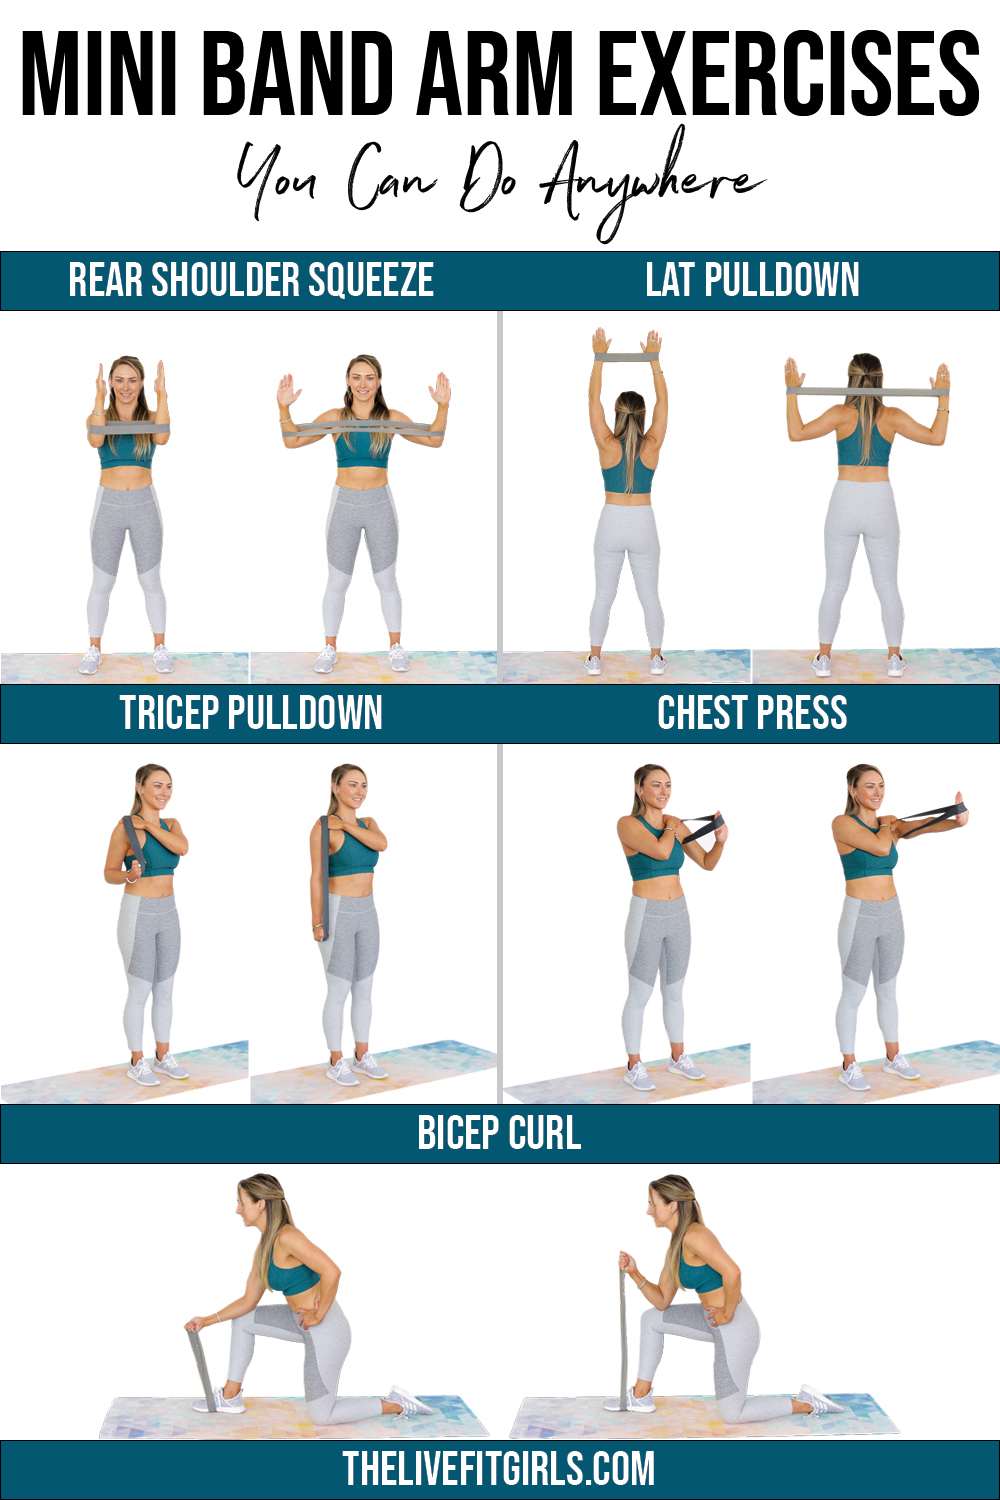 MINI BAND ARM EXERCISES
You Can Do Anywhere
REAR SHOULDER SQUEEZE
LAT PULLDOWN
TRICEP PULLDOWN
CHEST PRESS
BICEP CURL
THELIVEFITGIRLS.COM